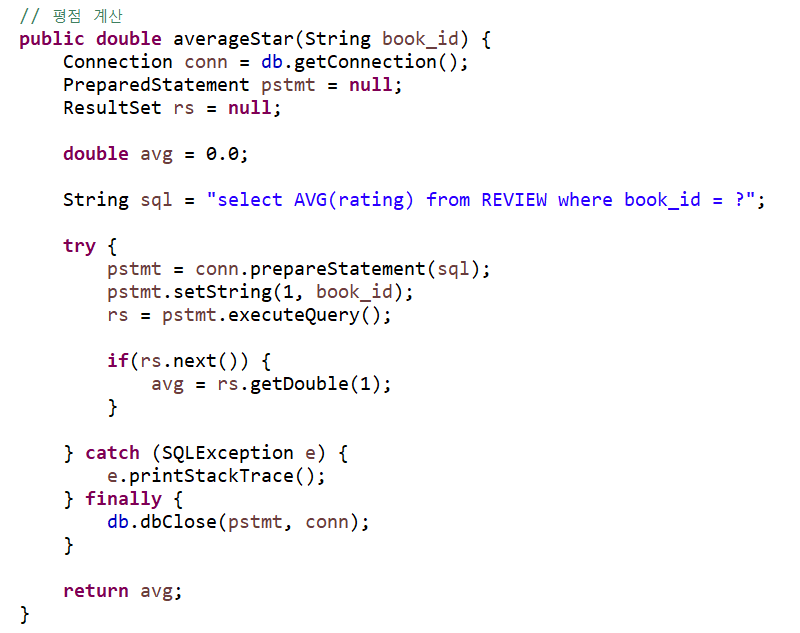 // 평점 계산
public double averageStar(String book_id) {
    Connection conn = db.getConnection();
    PreparedStatement pstmt = null;
    ResultSet rs = null;

    double avg = 0.0;

    String sql = "select AVG(rating) from REVIEW where book_id = ?";

    try {
        pstmt = conn.prepareStatement(sql);
        pstmt.setString(1, book_id);
        rs = pstmt.executeQuery();

        if(rs.next()) {
            avg = rs.getDouble(1);
        }

    } catch (SQLException e) {
        e.printStackTrace();
    } finally {
        db.dbClose(pstmt, conn);
    }

    return avg;
}